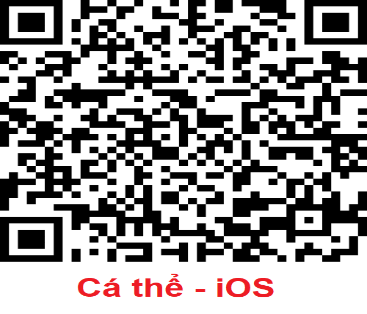 Cá thể - iOS